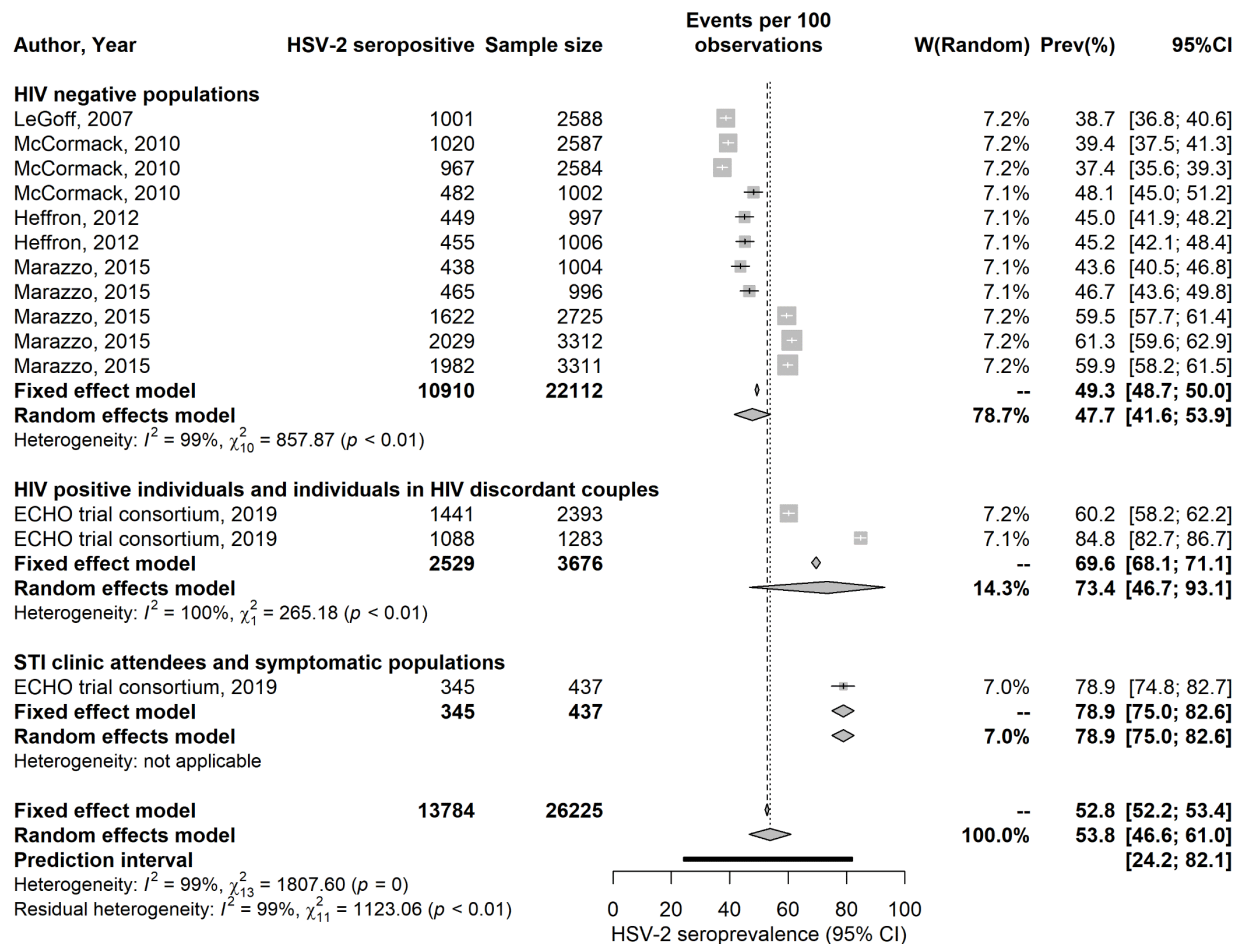 Author, Year HSV-2 seropositive Sample size Events per 100 observations W(Random) Prev(%) 95%CI
HIV negative populations
LeGoff, 2007 1001 2588 7.2% 38.7 [36.8; 40.6]
McCormack, 2010 1020 2587 7.2% 39.4 [37.5; 41.3]
McCormack, 2010 967 2584 7.2% 37.4 [35.6; 39.3]
McCormack, 2010 482 1002 7.1% 48.1 [45.0; 51.2]
Heffron, 2012 449 997 7.1% 45.0 [41.9; 48.2]
Heffron, 2012 455 1006 7.1% 45.2 [42.1; 48.4]
Marazzo, 2015 438 1004 7.1% 43.6 [40.5; 46.8]
Marazzo, 2015 465 996 7.1% 46.7 [43.6; 49.8]
Marazzo, 2015 1622 2725 7.2% 59.5 [57.7; 61.4]
Marazzo, 2015 2029 3312 7.2% 61.3 [59.6; 62.9]
Marazzo, 2015 1982 3311 7.2% 59.9 [58.2; 61.5]
Fixed effect model 10910 22112 -- 49.3 [48.7; 50.0]
Random effects model 78.7% 47.7 [41.6; 53.9]
Heterogeneity: I² = 99%, χ²₁₀ = 857.87 (p < 0.01)
HIV positive individuals and individuals in HIV discordant couples
ECHO trial consortium, 2019 1441 2393 7.2% 60.2 [58.2; 62.2]
ECHO trial consortium, 2019 1088 1283 7.1% 84.8 [82.7; 86.7]
Fixed effect model 2529 3676 -- 69.6 [68.1; 71.1]
Random effects model 14.3% 73.4 [46.7; 93.1]
Heterogeneity: I² = 100%, χ²₁ = 265.18 (p < 0.01)
STI clinic attendees and symptomatic populations
ECHO trial consortium, 2019 345 437 7.0% 78.9 [74.8; 82.7]
Fixed effect model 345 437 -- 78.9 [75.0; 82.6]
Random effects model 7.0% 78.9 [75.0; 82.6]
Heterogeneity: not applicable
Fixed effect model 13784 26225 -- 52.8 [52.2; 53.4]
Random effects model 100.0% 53.8 [46.6; 61.0]
Prediction interval [24.2; 82.1]
Heterogeneity: I² = 99%, χ²₁₃ = 1807.60 (p = 0)
Residual heterogeneity: I² = 99%, χ²₁₁ = 1123.06 (p < 0.01)
0 20 40 60 80 100
HSV-2 seroprevalence (95% CI)